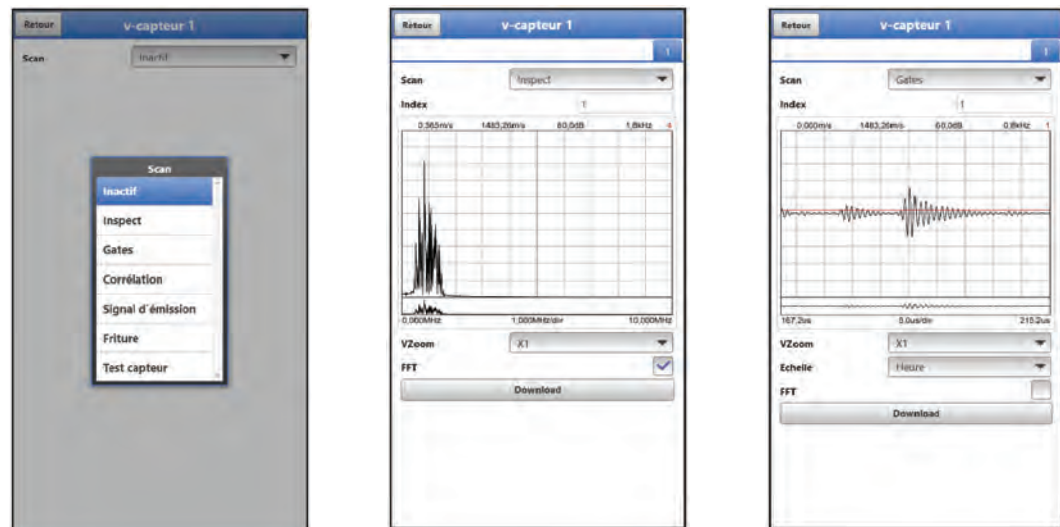 Retour v-capteur 1
Scan Inactif
Scan
Inactif
Inspect
Gates
Corrélation
Signal d´émission
Friture
Test capteur
Retour v-capteur 1
1
Scan Inspect
Index 1
0,365m/s 1483,26m/s 60,0dB 1,8kHz 4
0,000MHz 1,000MHz/div 10,000MHz
VZoom X1
FFT
Download
Retour v-capteur 1
1
Scan Gates
Index 1
0,000m/s 1483,26m/s 60,0dB 0,8kHz 1
167,2us 5,0us/div 215,2us
VZoom X1
Echelle Heure
FFT
Download